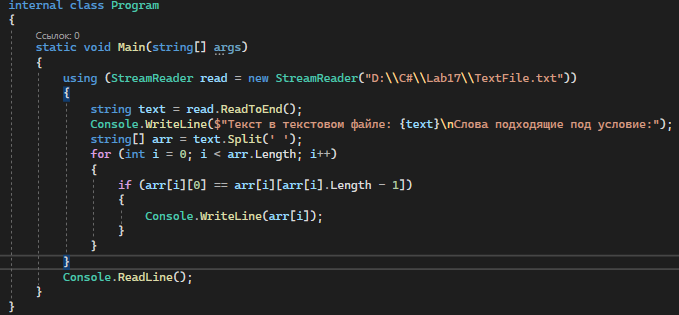 internal class Program
{
Ссылок: 0
static void Main(string[] args)
{
using (StreamReader read = new StreamReader("D:\\C#\\Lab17\\TextFile.txt"))
{
string text = read.ReadToEnd();
Console.WriteLine($"Текст в текстовом файле: {text}\nСлова подходящие под условие:");
string[] arr = text.Split(' ');
for (int i = 0; i < arr.Length; i++)
{
if (arr[i][0] == arr[i][arr[i].Length - 1])
{
Console.WriteLine(arr[i]);
}
}
}
Console.ReadLine();
}
}